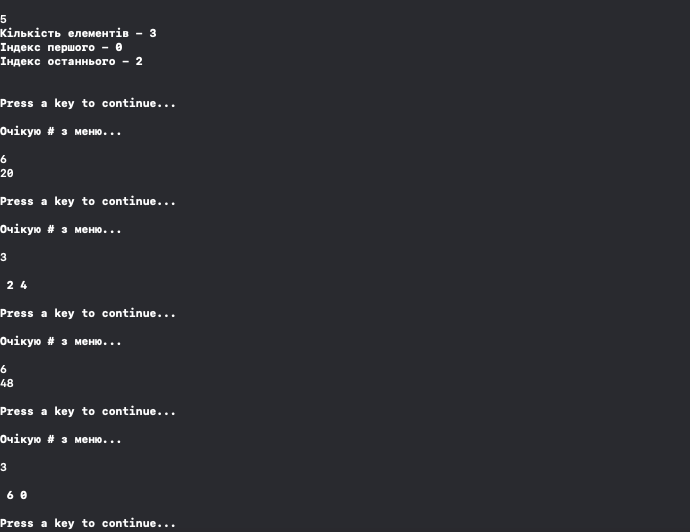 5
Кількість елементів – 3
Індекс першого – 0
Індекс останнього – 2
Press a key to continue...
Очікую # з меню...
6
20
Press a key to continue...
Очікую # з меню...
3
2 4
Press a key to continue...
Очікую # з меню...
6
48
Press a key to continue...
Очікую # з меню...
3
6 0
Press a key to continue...